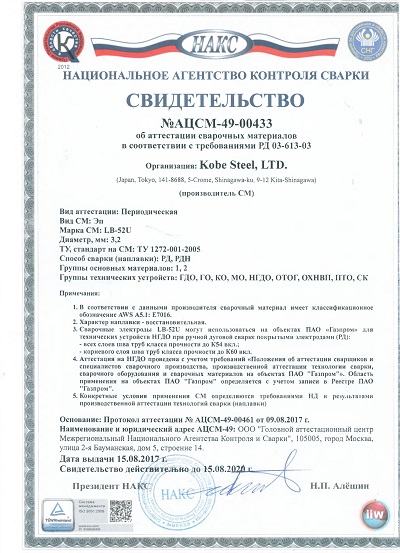 НАКС
2012
СНГ
НАЦИОНАЛЬНОЕ АГЕНТСТВО КОНТРОЛЯ СВАРКИ
СВИДЕТЕЛЬСТВО
№АЦСМ-49-00433
об аттестации сварочных материалов
в соответствии с требованиями РД 03-613-03
Организация: Kobe Steel, LTD.
(Japan, Tokyo, 141-8688, 5-Crome, Shinagawa-ku, 9-12 Kita-Shinagawa)
(производитель СМ)
Вид аттестации: Периодическая
Вид СМ: Эп
Марка СМ: LB-52U
Диаметр, мм: 3,2
ТУ, стандарт на СМ: ТУ 1272-001-2005
Способ сварки (наплавки): РД, РДН
Группы основных материалов: 1, 2
Группы технических устройств: ГДО, ГО, КО, МО, НГДО, ОТОГ, ОХНВП, ПТО, СК
Примечания:
1. В соответствии с данными производителя сварочный материал имеет классификационное
обозначение AWS A5.1: E7016.
2. Характер наплавки - восстановительная.
3. Сварочные электроды LB-52U могут использоваться на объектах ПАО «Газпром» для
технических устройств НГДО при ручной дуговой сварке покрытыми электродами (РД):
- всех слоев шва труб класса прочности до К54 вкл.;
- корневого слоя шва труб класса прочности до К60 вкл.
4. Аттестация на НГДО проведена с учетом требований «Положения об аттестации сварщиков и
специалистов сварочного производства, производственной аттестации технологии сварки,
сварочного оборудования и сварочных материалов на объектах ПАО "Газпром"». Область
применения на объектах ПАО "Газпром" определяется с учетом записи в Реестре ПАО
"Газпром".
5. Конкретные условия применения СМ определяются требованиями НД и результатами
производственной аттестации технологий сварки (наплавки)
Основание: Протокол аттестации № АЦСМ-49-00461 от 09.08.2017 г.
Наименование и юридический адрес АЦСМ-49: ООО "Головной аттестационный центр
Межрегиональный Национального Агентства Контроля и Сварки", 105005, город Москва,
улица 2-я Бауманская, дом 5, строение 14.
Дата выдачи 15.08.2017 г.
Свидетельство действительно до 15.08.2020 г.
Президент НАКС
Н.П. Алёшин
НАКС
iiw